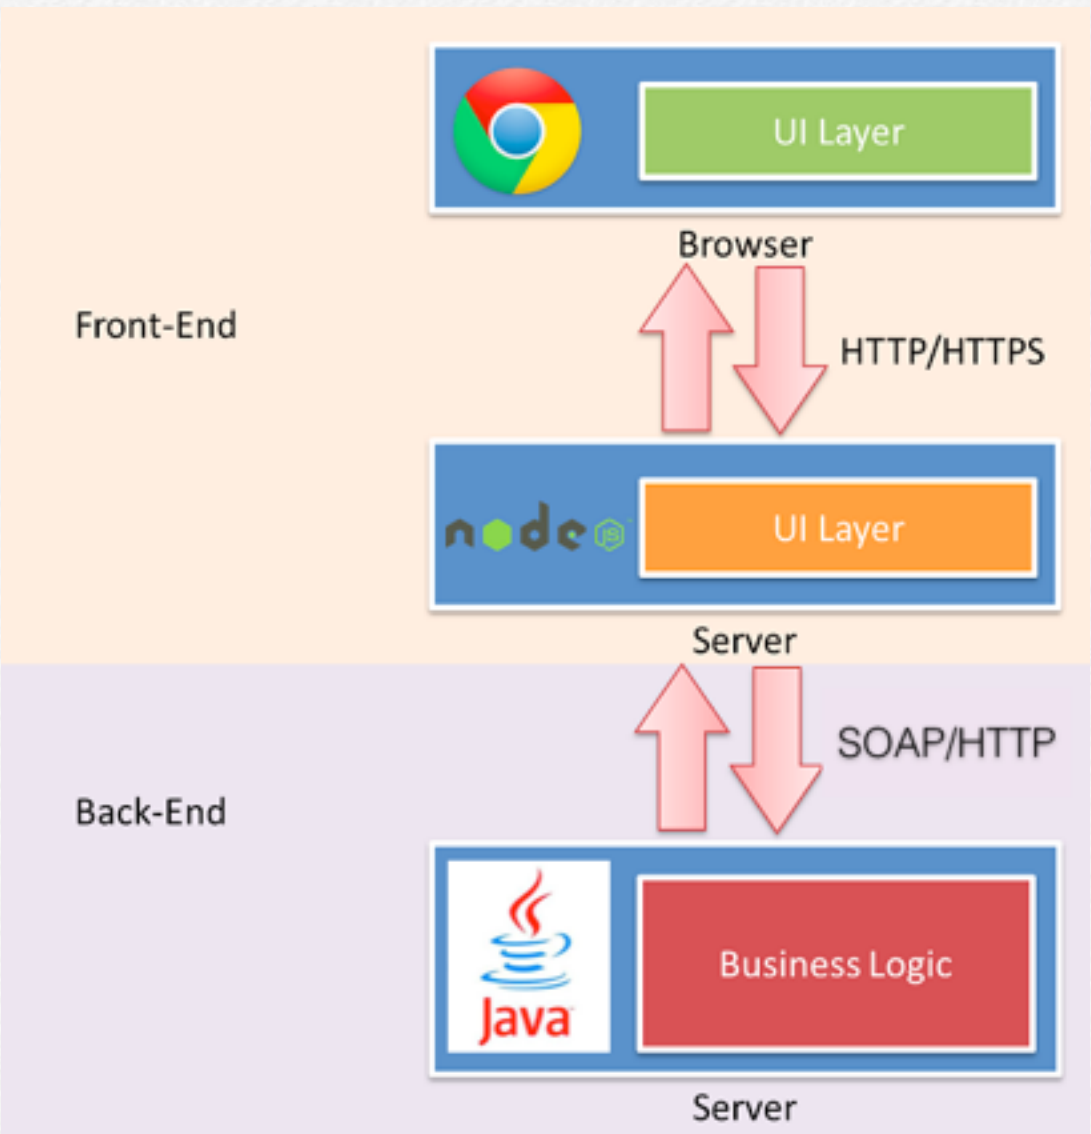 UI Layer
Browser
Front-End
HTTP/HTTPS
node JS
UI Layer
Server
SOAP/HTTP
Back-End
Java
Business Logic
Server